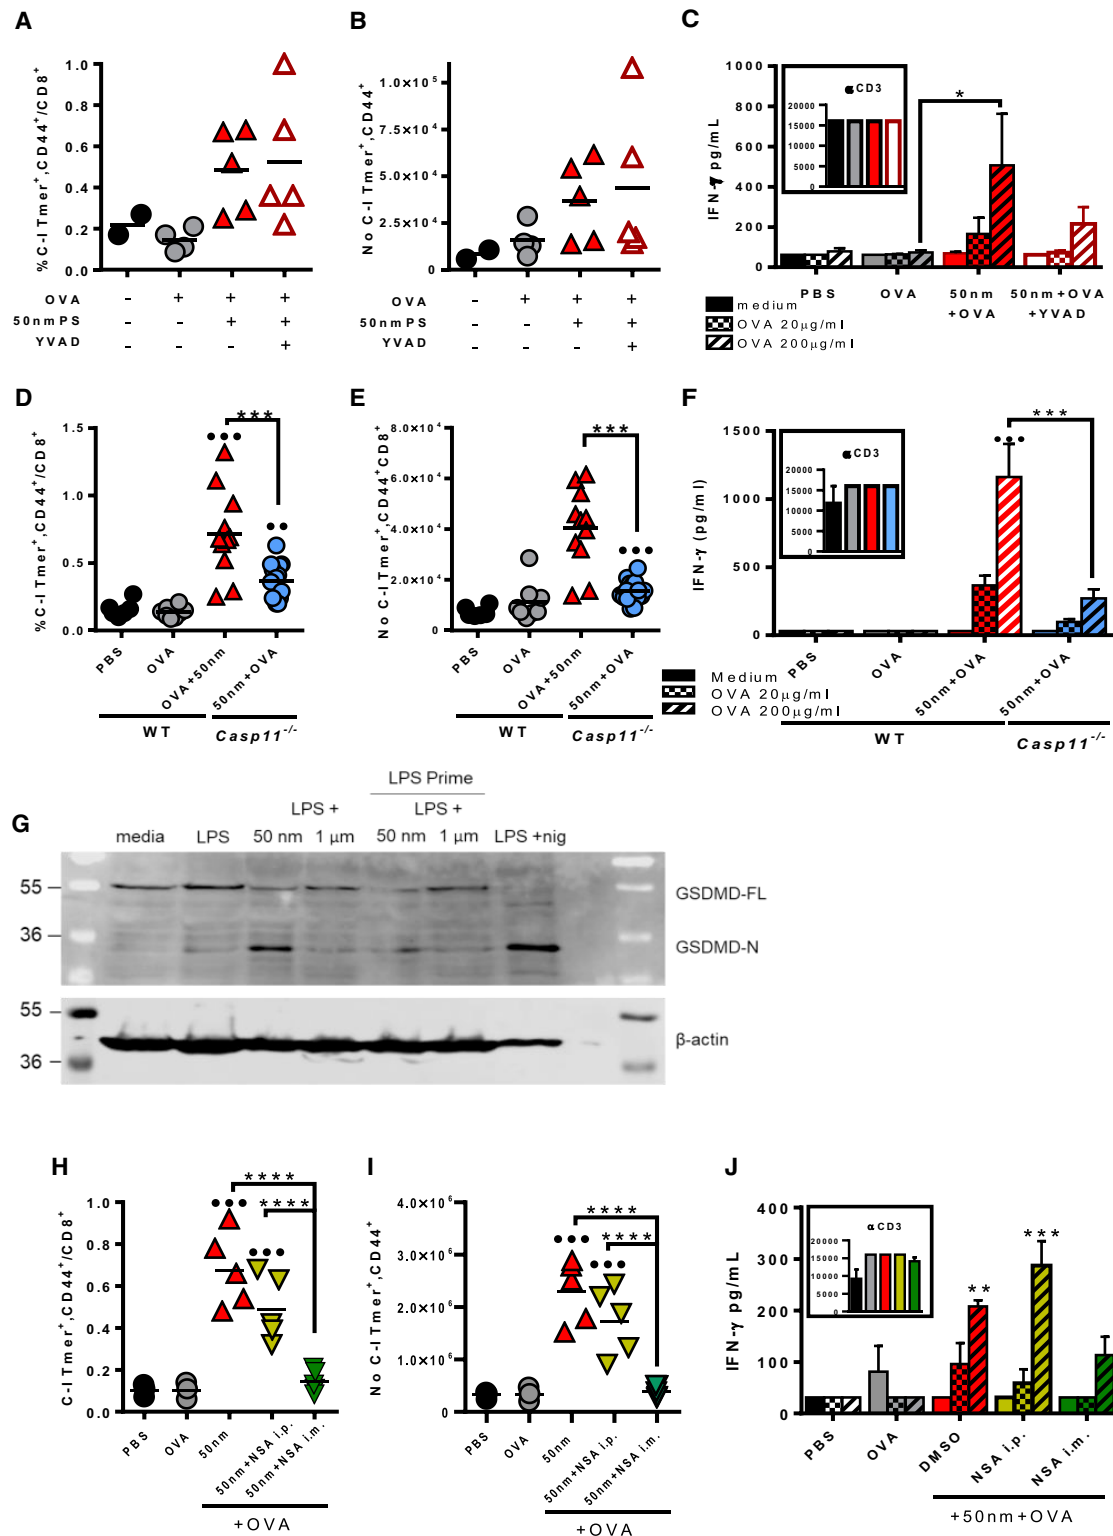 A
% C-I Tmer+,CD44+/CD8+
1.0
0.8
0.6
0.4
0.2
0.0
OVA - + + +
50nmPS - - + +
YVAD - - - +
B
No C-I Tmer+,CD44+
1.0×10⁵
7.5×10⁴
5.0×10⁴
2.5×10⁴
0
OVA - + + +
50nmPS - - + +
YVAD - - - +
C
IFN-γ pg/mL
1000
800
600
400
200
0
αCD3
20000
15000
10000
5000
0
*
PBS OVA 50nm +OVA 50nm+OVA +YVAD
medium
OVA 20µg/ml
OVA 200µg/ml
D
% C-I Tmer+,CD44+/CD8+
1.5
1.0
0.5
0.0
•••
***
••
PBS OVA OVA+50nm 50nm+OVA
WT Casp11-/-
E
No C-I Tmer+,CD44+CD8+
8.0×10⁴
6.0×10⁴
4.0×10⁴
2.0×10⁴
0
***
•••
PBS OVA OVA+50nm 50nm+OVA
WT Casp11-/-
F
IFN-γ (pg/ml)
1500
1000
500
0
αCD3
20000
15000
10000
5000
0
***
•••
PBS OVA 50nm+OVA 50nm+OVA
WT Casp11-/-
Medium
OVA 20µg/ml
OVA 200µg/ml
G
LPS Prime
LPS + LPS +
media LPS 50 nm 1 µm 50 nm 1 µm LPS +nig
55
36
GSDMD-FL
GSDMD-N
55
36
β-actin
H
C-I Tmer+,CD44+/CD8+
1.0
0.8
0.6
0.4
0.2
0.0
****
•••
****
•••
PBS OVA 50nm 50nm+NSA i.p. 50nm+NSA i.m.
+OVA
I
No C-I Tmer+,CD44+
4.0×10⁶
3.0×10⁶
2.0×10⁶
1.0×10⁶
0
****
•••
****
•••
PBS OVA 50nm 50nm+NSA i.p. 50nm+NSA i.m.
+OVA
J
IFN-γ pg/mL
400
300
200
100
0
αCD3
20000
15000
10000
5000
0
**
***
PBS OVA DMSO NSA i.p. NSA i.m.
+50nm+OVA